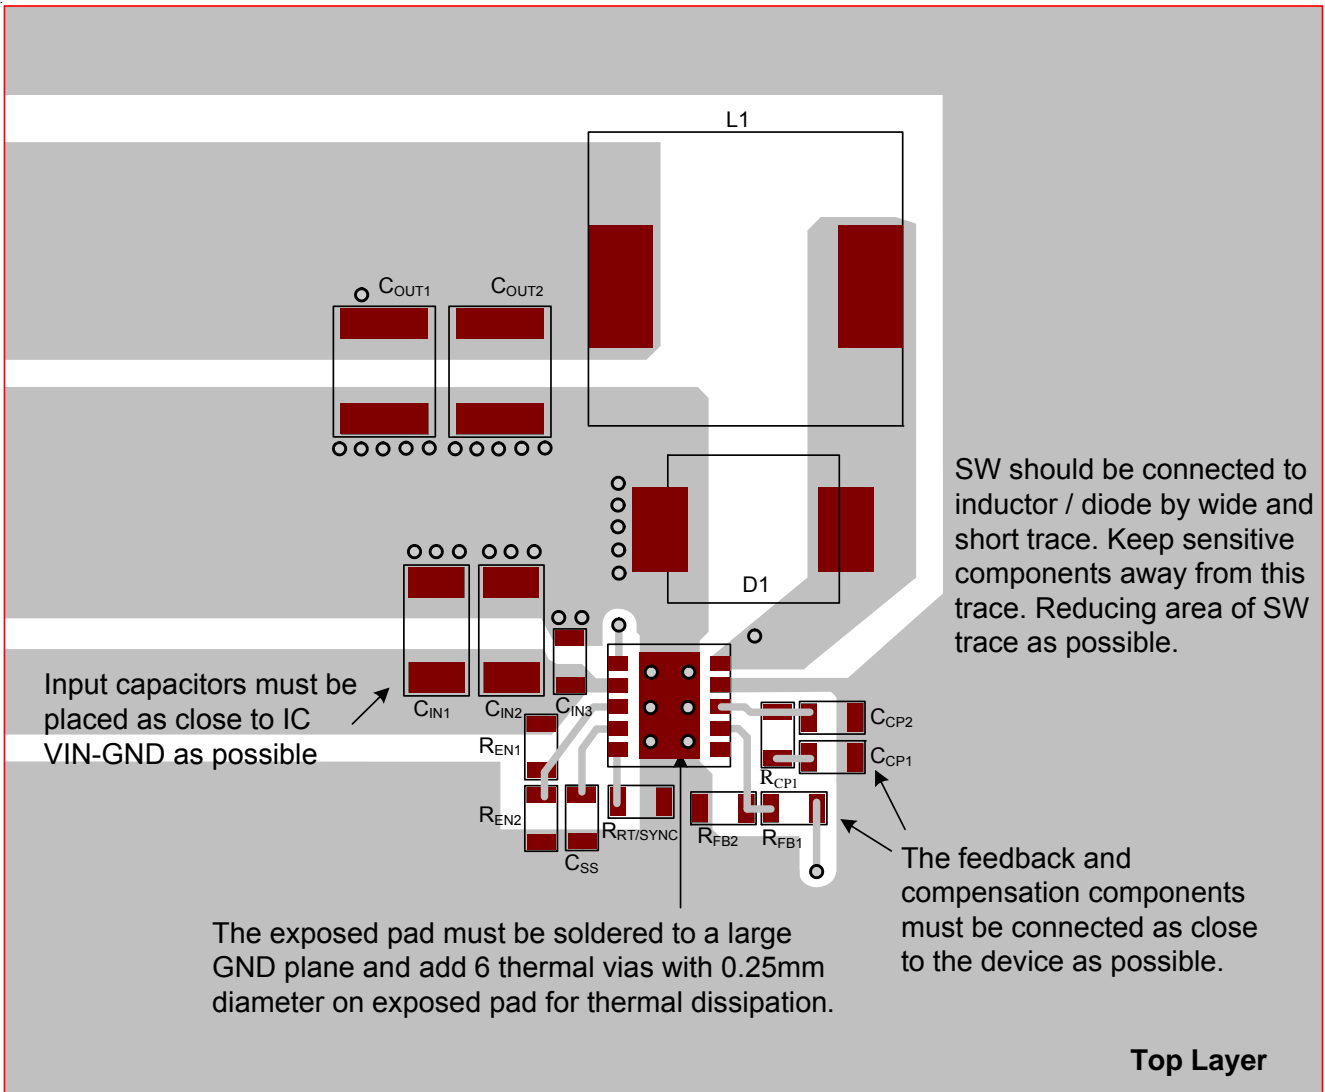 L1
COUT1
COUT2
SW should be connected to
inductor / diode by wide and
short trace. Keep sensitive
components away from this
trace. Reducing area of SW
trace as possible.
D1
Input capacitors must be
placed as close to IC
VIN-GND as possible
CIN1
CIN2
CIN3
REN1
CCP2
CCP1
RCP1
REN2
CSS
RRT/SYNC
RFB2
RFB1
The feedback and
compensation components
must be connected as close
to the device as possible.
The exposed pad must be soldered to a large
GND plane and add 6 thermal vias with 0.25mm
diameter on exposed pad for thermal dissipation.
Top Layer